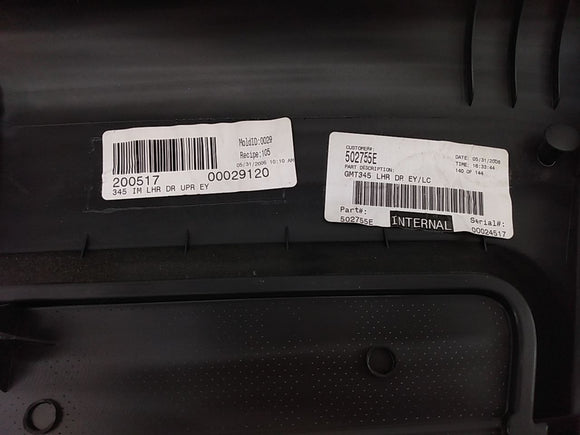 MoldID:0029
Recipe:105
05/31/2006 10:10 AM
200517 00029120
345 IM LHR DR UPR EY
CUSTOMER#:
502755E
PART DESCRIPTION:
GMT345 LHR DR EY/LC
DATE: 05/31/2006
TIME: 16:33:44
140 OF 144
Part#:
502755E
INTERNAL
Serial#:
00024517